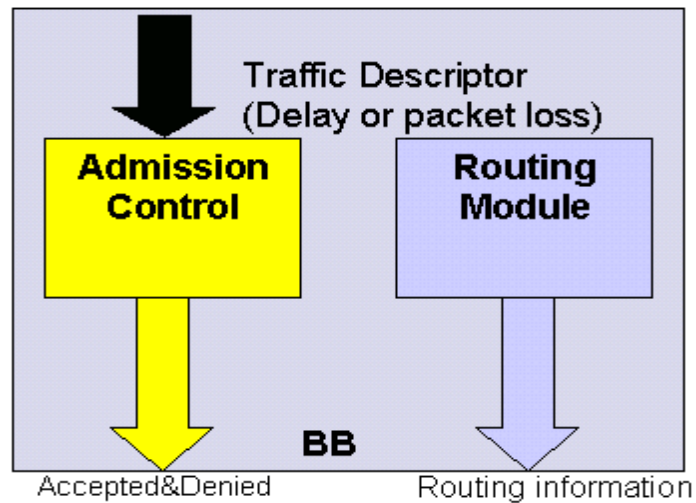 Traffic Descriptor
(Delay or packet loss)
Admission
Control
Routing
Module
BB
Accepted&Denied
Routing information